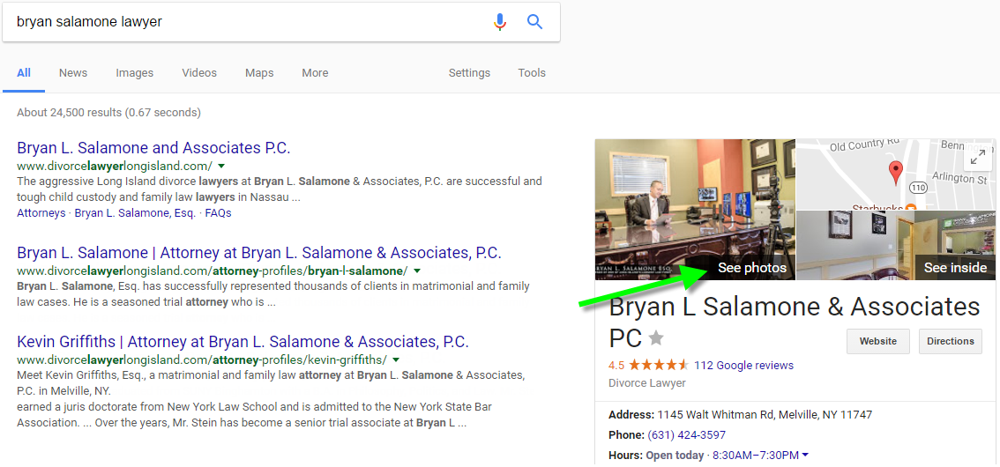 bryan salamone lawyer
All News Images Videos Maps More Settings Tools
About 24,500 results (0.67 seconds)
Bryan L. Salamone and Associates P.C.
www.divorcelawyerlongisland.com/
The aggressive Long Island divorce lawyers at Bryan L. Salamone & Associates, P.C. are successful and
tough child custody and family law lawyers in Nassau ...
Attorneys · Bryan L. Salamone, Esq. · FAQs
Bryan L. Salamone | Attorney at Bryan L. Salamone & Associates, P.C.
www.divorcelawyerlongisland.com/attorney-profiles/bryan-l-salamone/
Bryan L. Salamone, Esq. has successfully represented thousands of clients in matrimonial and family
law cases. He is a seasoned trial attorney who is ...
Kevin Griffiths | Attorney at Bryan L. Salamone & Associates, P.C.
www.divorcelawyerlongisland.com/attorney-profiles/kevin-griffiths/
Meet Kevin Griffiths, Esq., a matrimonial and family law attorney at Bryan L. Salamone & Associates,
P.C. in Melville, NY.
earned a juris doctorate from New York Law School and is admitted to the New York State Bar
Association. ... Over the years, Mr. Stein has become a senior trial associate at Bryan L ...
Old Country Rd
Arlington St
110
Starbucks
BRYAN L SALAMONE ESQ
See photos
See inside
Bryan L Salamone & Associates
PC
Website
Directions
4.5 112 Google reviews
Divorce Lawyer
Address: 1145 Walt Whitman Rd, Melville, NY 11747
Phone: (631) 424-3597
Hours: Open today · 8:30AM–7:30PM